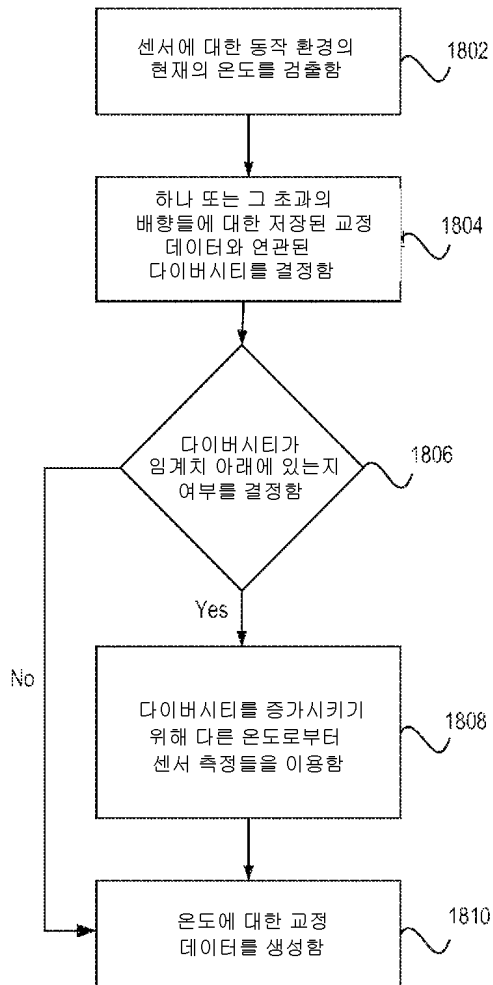 센서에 대한 동작 환경의
현재의 온도를 검출함
1802
하나 또는 그 초과의
배향들에 대한 저장된 교정
데이터와 연관된
다이버시티를 결정함
1804
다이버시티가
임계치 아래에 있는지
여부를 결정함
1806
Yes
No
다이버시티를 증가시키기
위해 다른 온도로부터
센서 측정들을 이용함
1808
온도에 대한 교정
데이터를 생성함
1810